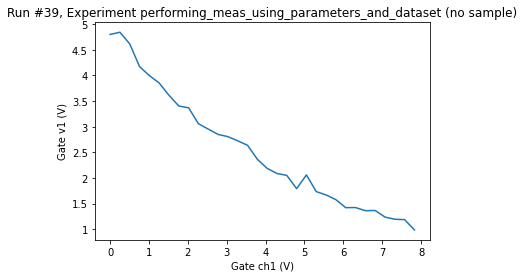 Run #39, Experiment performing_meas_using_parameters_and_dataset (no sample)
5
4.5
4
3.5
3
2.5
2
1.5
1
Gate v1 (V)
0 1 2 3 4 5 6 7 8
Gate ch1 (V)